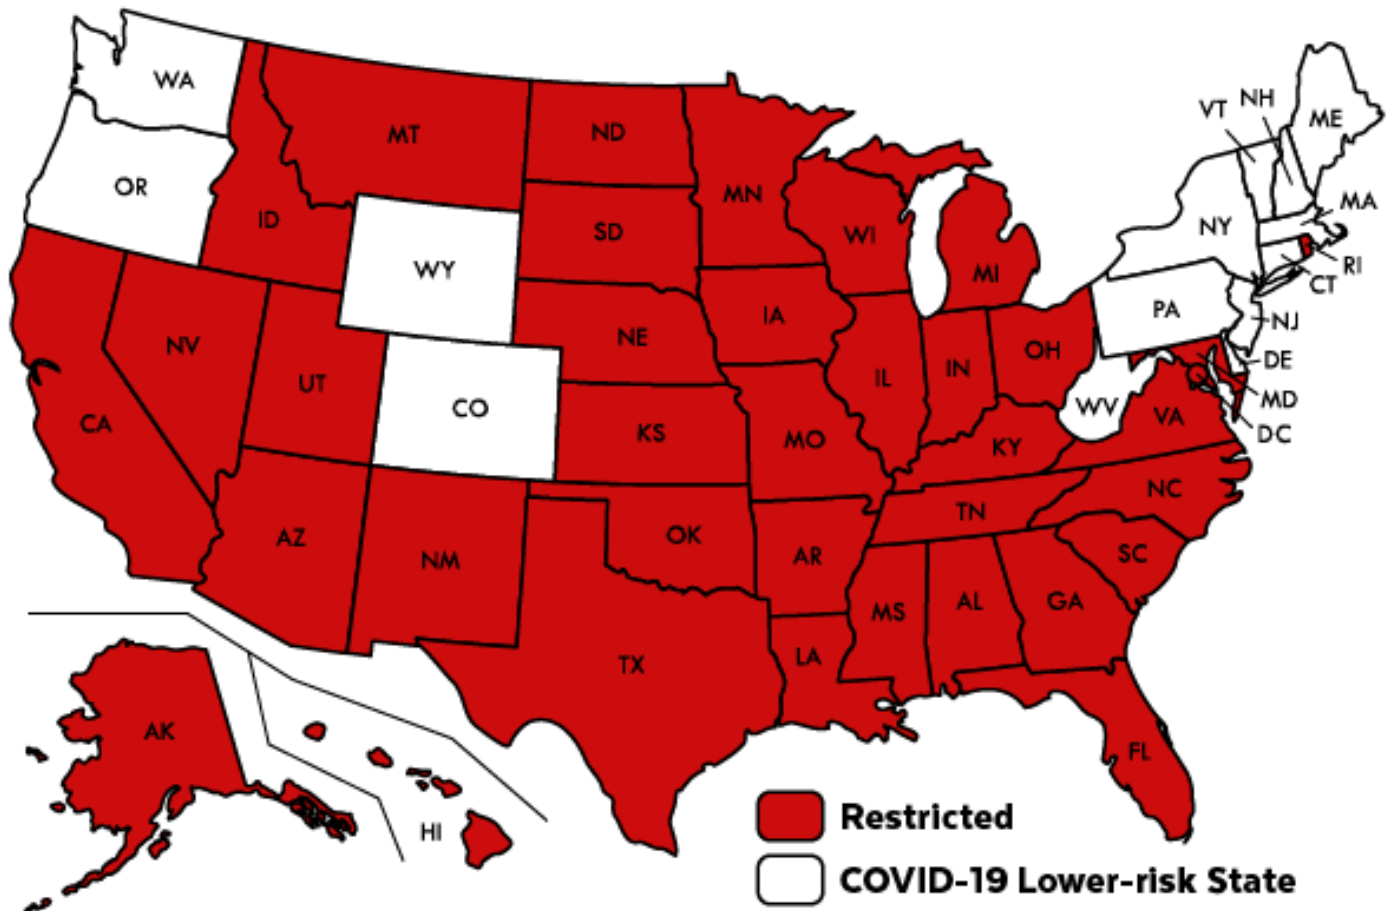 WA
OR
CA
NV
ID
MT
WY
UT
CO
AZ
NM
ND
SD
NE
KS
OK
TX
MN
IA
MO
AR
LA
WI
IL
MI
IN
OH
KY
TN
MS
AL
GA
FL
SC
NC
VA
WV
PA
NY
VT
NH
ME
MA
RI
CT
NJ
DE
MD
DC
AK
HI
Restricted
COVID-19 Lower-risk State